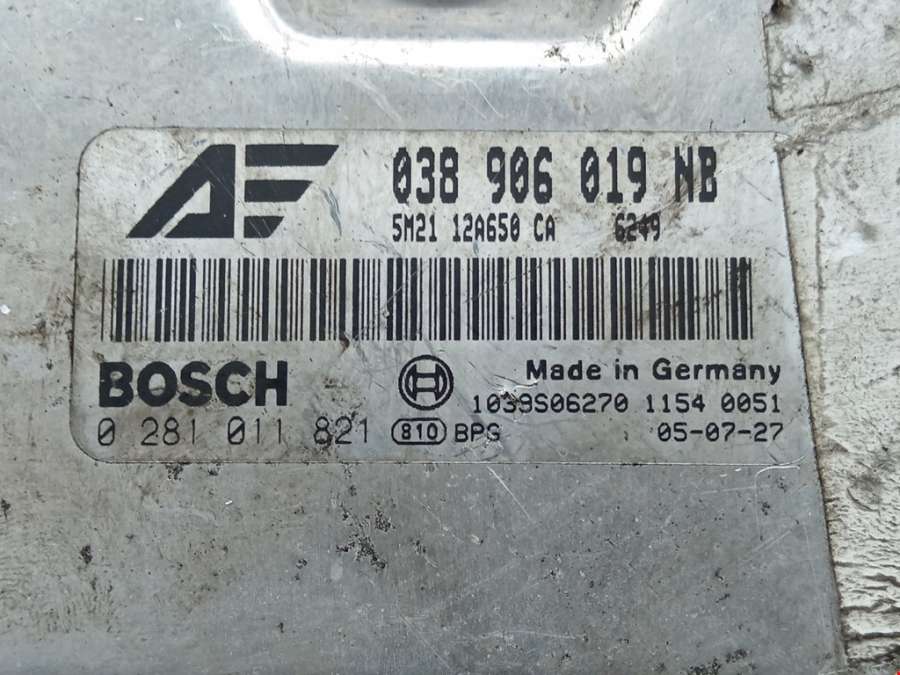 AE
038 906 019 NB
5M21 12A650 CA 6249
BOSCH
Made in Germany
1039S06270 1154 0051
0 281 011 821 810 BPG 05-07-27